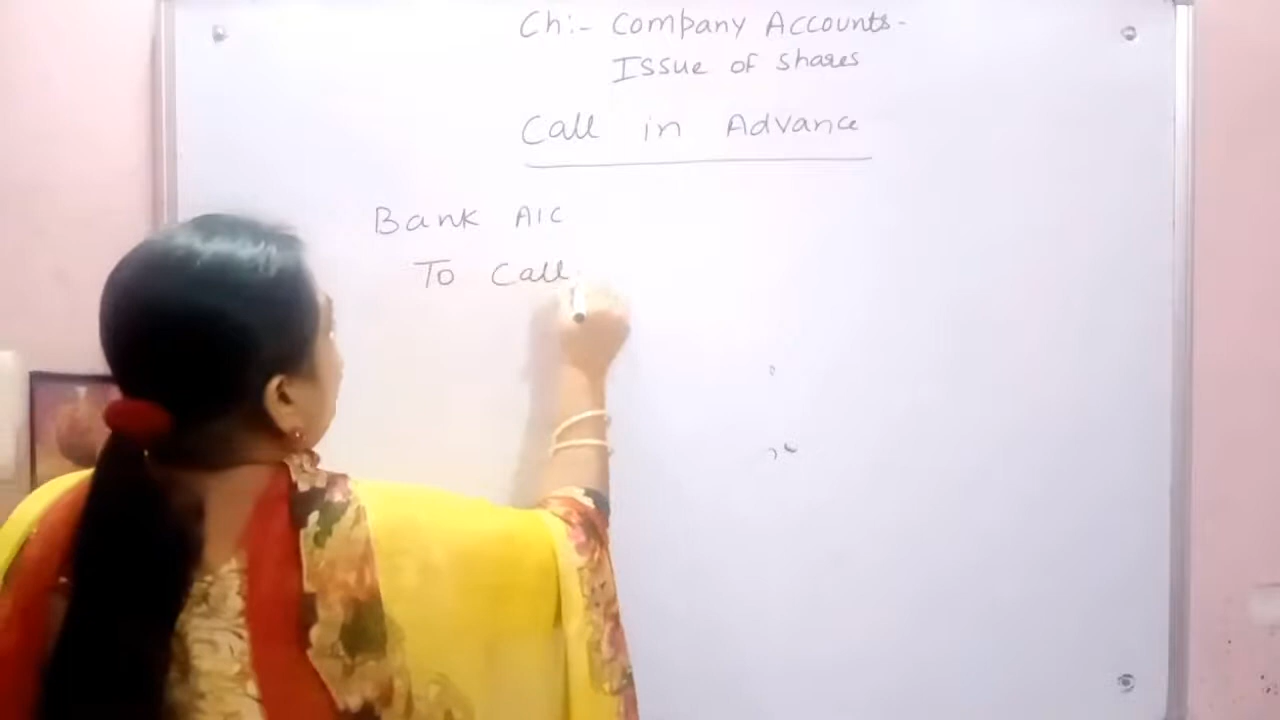 Ch:- Company Accounts-
Issue of Shares
Call in Advance
Bank A/C
To Call